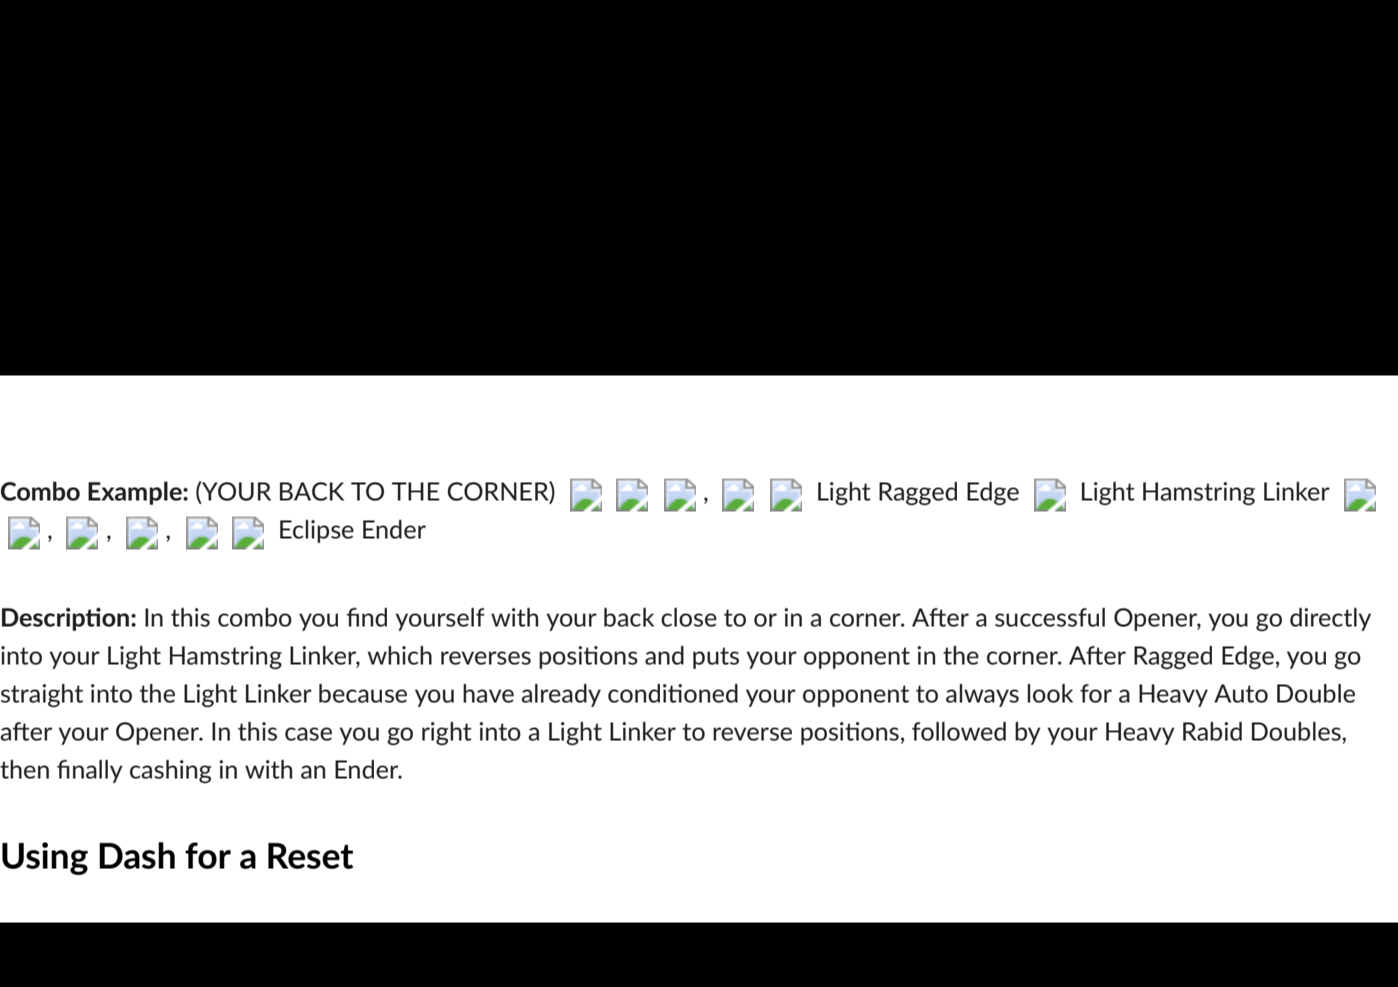 Combo Example: (YOUR BACK TO THE CORNER) , Light Ragged Edge Light Hamstring Linker
, , , Eclipse Ender
Description: In this combo you find yourself with your back close to or in a corner. After a successful Opener, you go directly
into your Light Hamstring Linker, which reverses positions and puts your opponent in the corner. After Ragged Edge, you go
straight into the Light Linker because you have already conditioned your opponent to always look for a Heavy Auto Double
after your Opener. In this case you go right into a Light Linker to reverse positions, followed by your Heavy Rabid Doubles,
then finally cashing in with an Ender.
Using Dash for a Reset